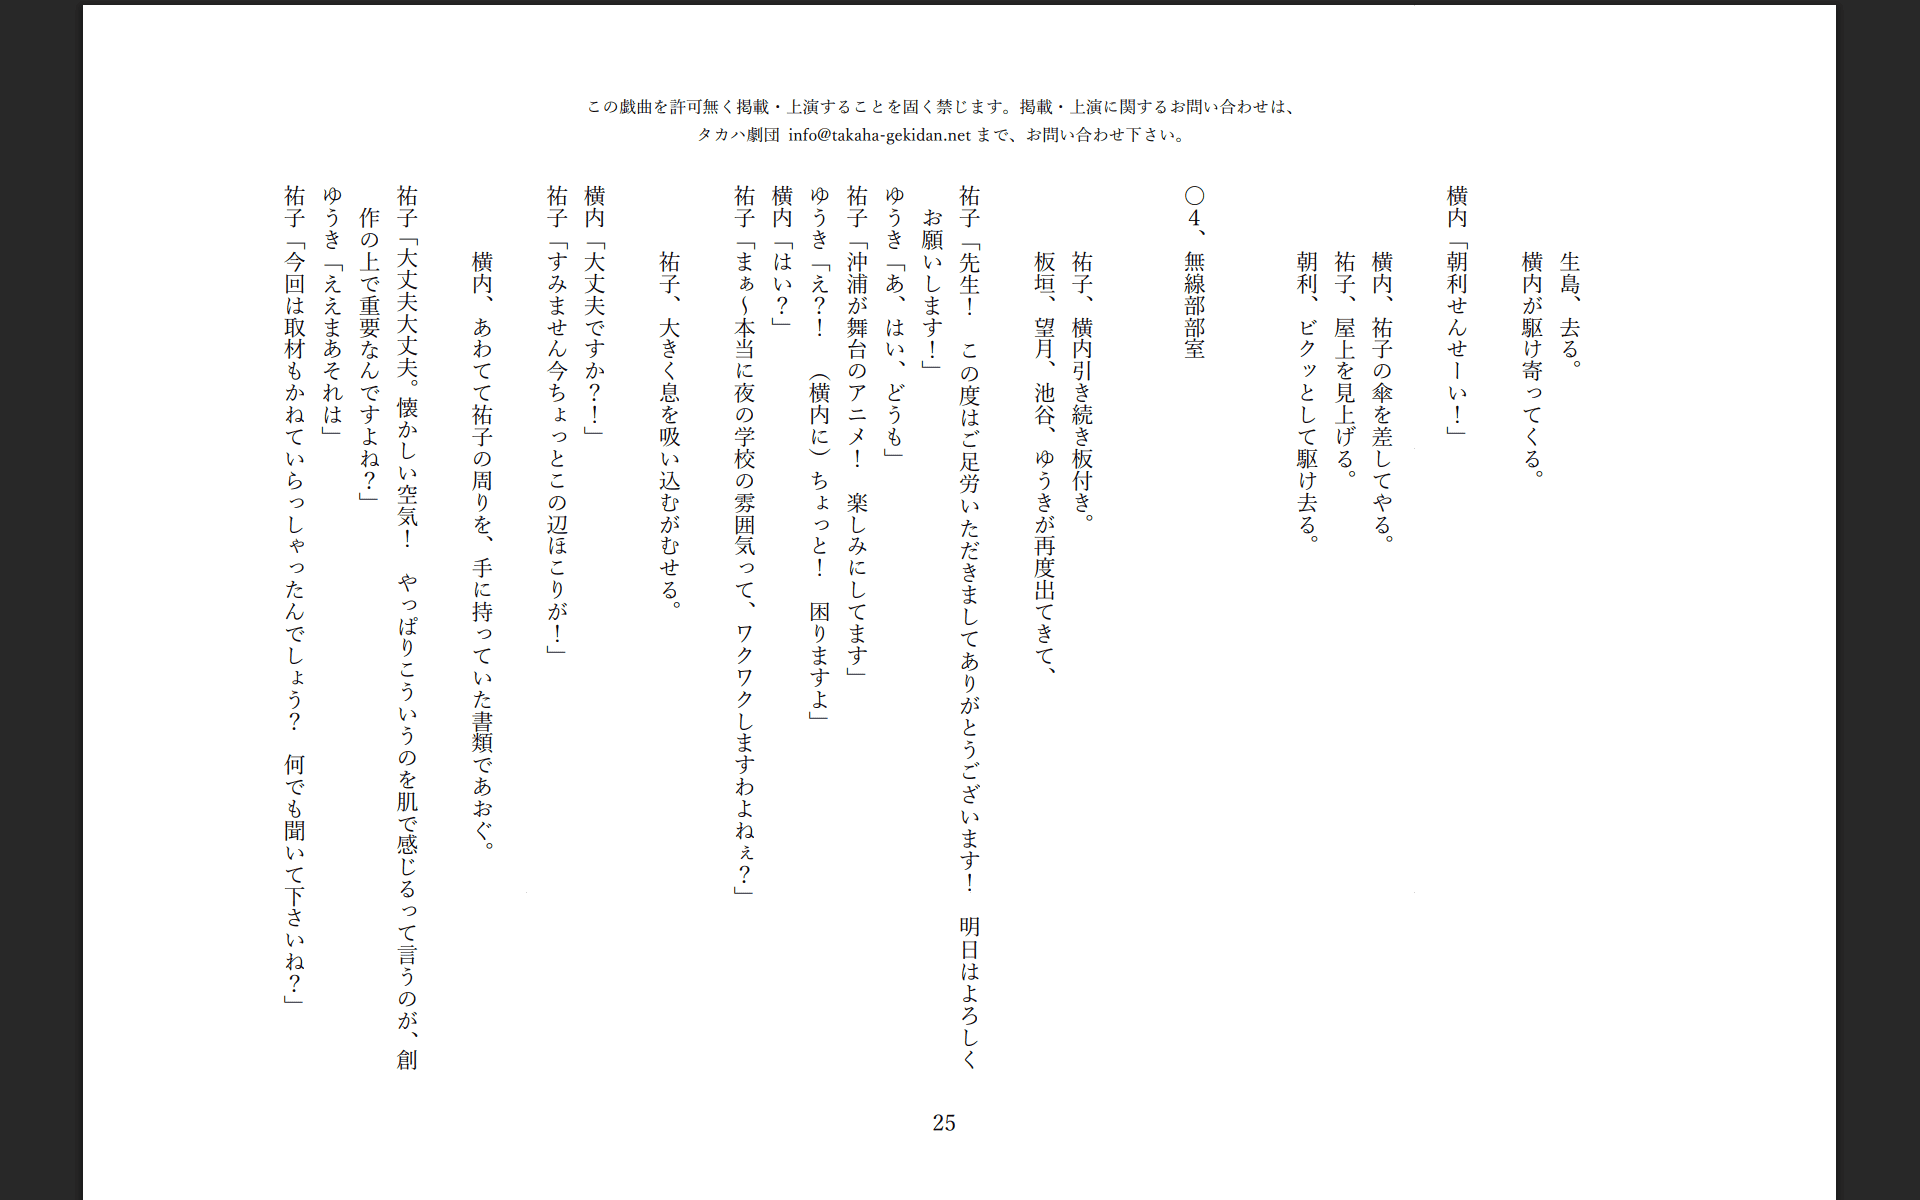 この戯曲を許可無く掲載・上演することを固く禁じます。掲載・上演に関するお問い合わせは、
タカハ劇団 info@takaha-gekidan.net まで、お問い合わせ下さい。
生島、去る。
横内が駆け寄ってくる。
横内「朝利せんせーい！」
横内、祐子の傘を差してやる。
祐子、屋上を見上げる。
朝利、ビクッとして駆け去る。
〇４、無線部部室
祐子、横内引き続き板付き。
板垣、望月、池谷、ゆうきが再度出てきて、
祐子「先生！　この度はご足労いただきましてありがとうございます！　明日はよろしく
お願いします！」
ゆうき「あ、はい、どうも」
祐子「沖浦が舞台のアニメ！　楽しみにしてます」
ゆうき「え？！　（横内に）ちょっと！　困りますよ」
横内「はい？」
祐子「まぁ～本当に夜の学校の雰囲気って、ワクワクしますわよねぇ？」
祐子、大きく息を吸い込むがむせる。
横内「大丈夫ですか？！」
祐子「すみません今ちょっとこの辺ほこりが！」
横内、あわてて祐子の周りを、手に持っていた書類であおぐ。
祐子「大丈夫大丈夫。懐かしい空気！　やっぱりこういうのを肌で感じるって言うのが、創
作の上で重要なんですよね？」
ゆうき「ええまあそれは」
祐子「今回は取材もかねていらっしゃったんでしょう？　何でも聞いて下さいね？」
25